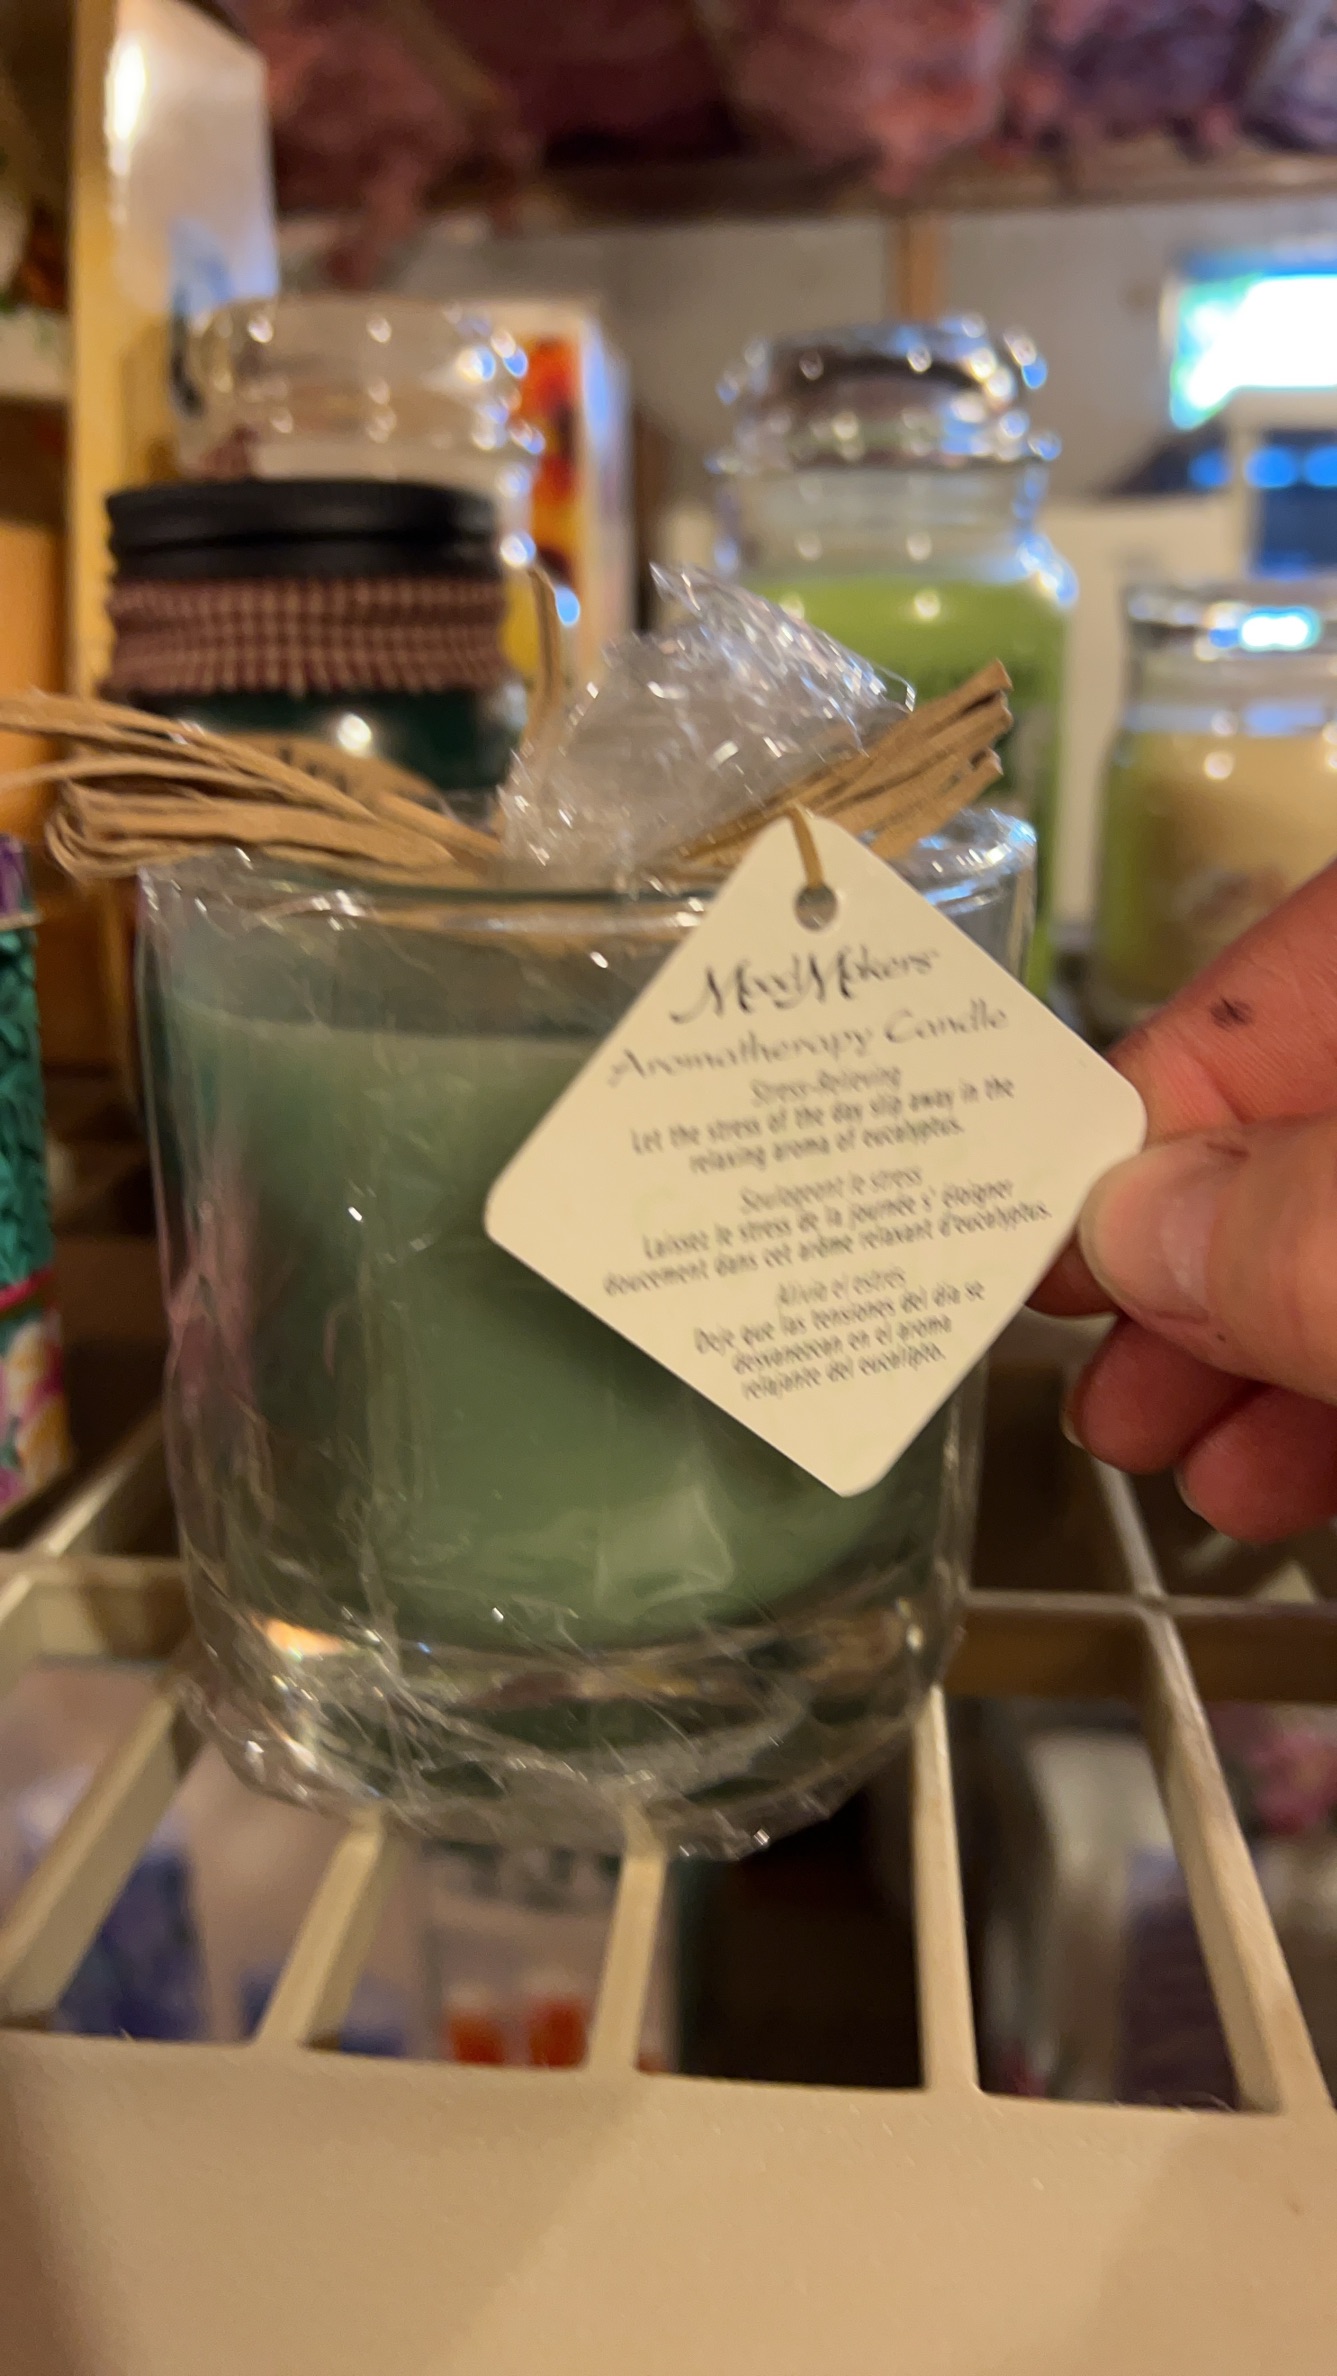 MoodMakers
Aromatherapy Candle
Stress-Relieving
Let the stress of the day slip away in the
relaxing aroma of eucalyptus.
Soulageant le stress
Laissez le stress de la journée s' éloigner
doucement dans cet arôme relaxant d'eucalyptus.
Alivia el estrés
Deje que las tensiones del día se
desvanezcan en el aroma
relajante del eucalipto.